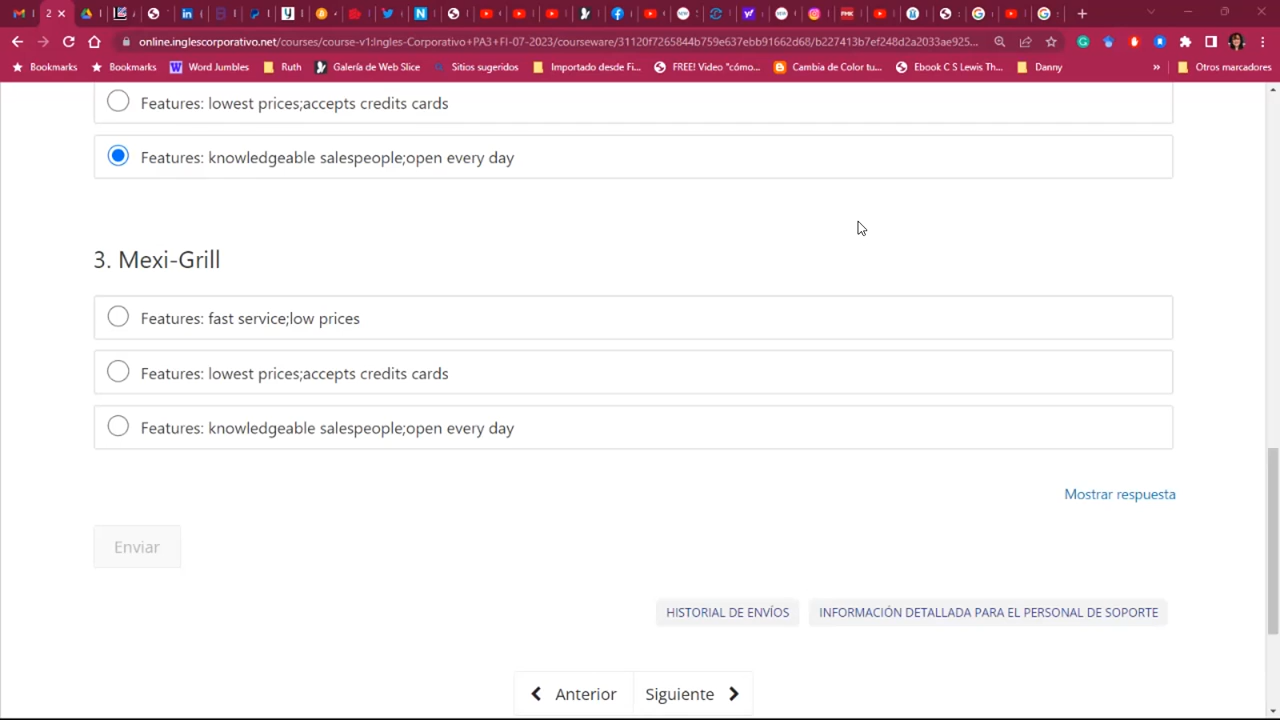 2
online.inglescorporativo.net/courses/course-v1:Ingles-Corporativo+PA3+FI-07-2023/courseware/31120f7265844b759e637ebb91662d68/b227413b7ef248d2a2033ae925...
Bookmarks
Bookmarks
Word Jumbles
Ruth
Galería de Web Slice
Sitios sugeridos
Importado desde Fi...
FREE! Video "cómo...
Cambia de Color tu...
Ebook C S Lewis Th...
Danny
»
Otros marcadores
Features: lowest prices;accepts credits cards
Features: knowledgeable salespeople;open every day
3. Mexi-Grill
Features: fast service;low prices
Features: lowest prices;accepts credits cards
Features: knowledgeable salespeople;open every day
Mostrar respuesta
Enviar
HISTORIAL DE ENVÍOS
INFORMACIÓN DETALLADA PARA EL PERSONAL DE SOPORTE
Anterior
Siguiente